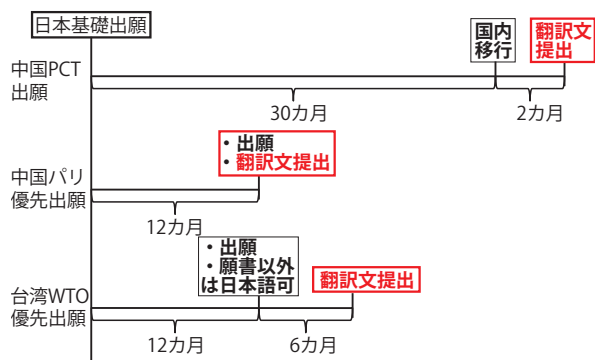 日本基礎出願
国内
移行
翻訳文
提出
中国PCT
出願
30カ月
2カ月
・出願
・翻訳文提出
中国パリ
優先出願
12カ月
・出願
・願書以外
は日本語可
翻訳文提出
台湾WTO
優先出願
12カ月
6カ月